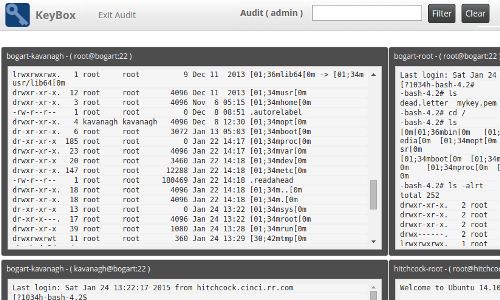 KeyBox
Exit Audit
Audit ( admin )
Filter
Clear
bogart-kavanagh - ( root@bogart:22 )
lrwxrwxrwx.   1 root     root           9 Dec 11  2013 [01;36mlib64[0m -> [01;34m
usr/lib64[0m
drwxr-xr-x.  12 root     root        4096 Dec 11  2013 [01;34musr[0m
drwxr-xr-x.   3 root     root        4096 Nov  6 05:15 [01;34mhome[0m
-rw-r--r--    1 root     root           0 Dec  8 08:51 .autorelabel
drwxr-xr-x.   4 kavanagh kavanagh    4096 Dec  8 12:30 [01;34mopt[0m
dr-xr-xr-x.   6 root     root        3072 Jan 13 05:03 [01;34mboot[0m
dr-xr-xr-x  185 root     root           0 Jan 22 14:17 [01;34mproc[0m
drwxr-xr-x.  23 root     root        4096 Jan 22 14:17 [01;34mvar[0m
drwxr-xr-x   20 root     root        3460 Jan 22 14:18 [01;34mdev[0m
drwxr-xr-x. 147 root     root       12288 Jan 22 14:18 [01;34metc[0m
-rw-r--r--    1 root     root      180469 Jan 22 14:18 .readahead
drwxr-xr-x.  18 root     root        4096 Jan 22 14:18 [01;34m..[0m
drwxr-xr-x.  18 root     root        4096 Jan 22 14:18 [01;34m.[0m
dr-xr-xr-x   13 root     root           0 Jan 24 13:22 [01;34msys[0m
dr-xr-x---.  17 root     root        4096 Jan 24 13:22 [01;34mroot[0m
drwxr-xr-x   39 root     root        1080 Jan 24 13:28 [01;34mrun[0m
drwxrwxrwt   11 root     root         360 Jan 24 13:29 [30;42mtmp[0m
bogart-root - ( root@bogart:22
Last login: Sat Jan 24
[?1034h-bash-4.2#
-bash-4.2# ls
dead.letter  mykey.pem
-bash-4.2# cd /
-bash-4.2# ls
[0m[01;36mbin[0m   [01;
edia[0m  [01;34mopt[0m
sr[0m
[01;34mboot[0m  [01;34m
0m    [01;34mproc[0m  [
0m
-bash-4.2# ls -alrt
total 252
drwxr-xr-x.   2 root
drwxr-xr-x.   2 root
drwxr-xr-x.   2 root
drwx------.   2 root
lrwxrwxrwx.   1 root
bogart-kavanagh - ( kavanagh@bogart:22 )
Last login: Sat Jan 24 13:22:17 2015 from hitchcock.cinci.rr.com
[?1034h-bash-4.2$
hitchcock-root - ( root@hitchcock
Welcome to Ubuntu 14.10